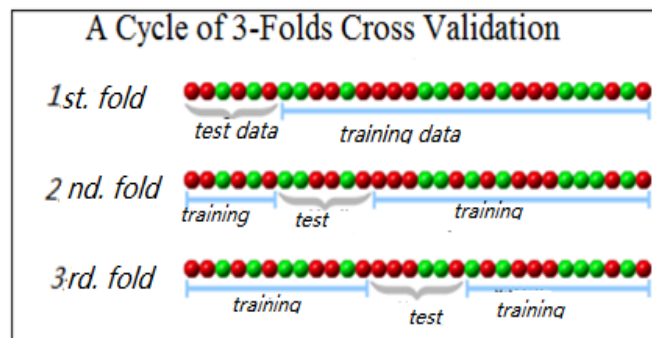 A Cycle of 3-Folds Cross Validation
1st. fold
test data
training data
2 nd. fold
training
test
training
3rd. fold
training
test
training